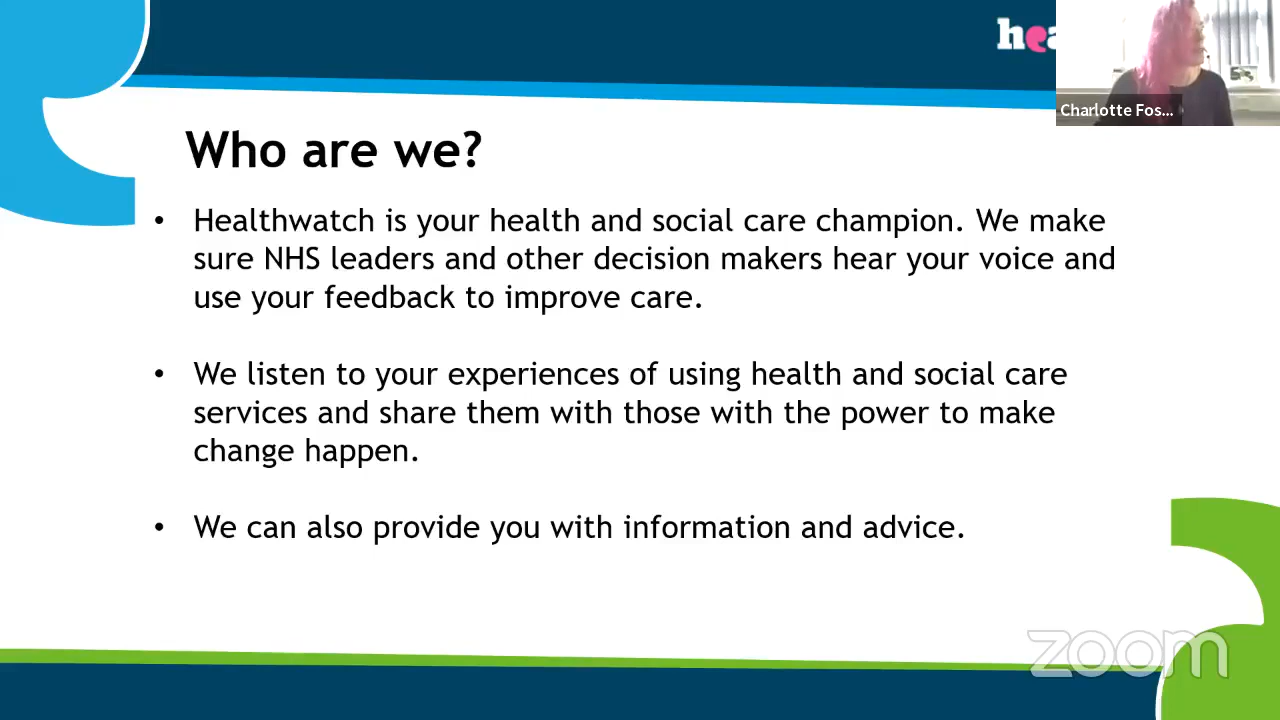 hea
Charlotte Fos...
Who are we?
• Healthwatch is your health and social care champion. We make
sure NHS leaders and other decision makers hear your voice and
use your feedback to improve care.
• We listen to your experiences of using health and social care
services and share them with those with the power to make
change happen.
• We can also provide you with information and advice.
zoom